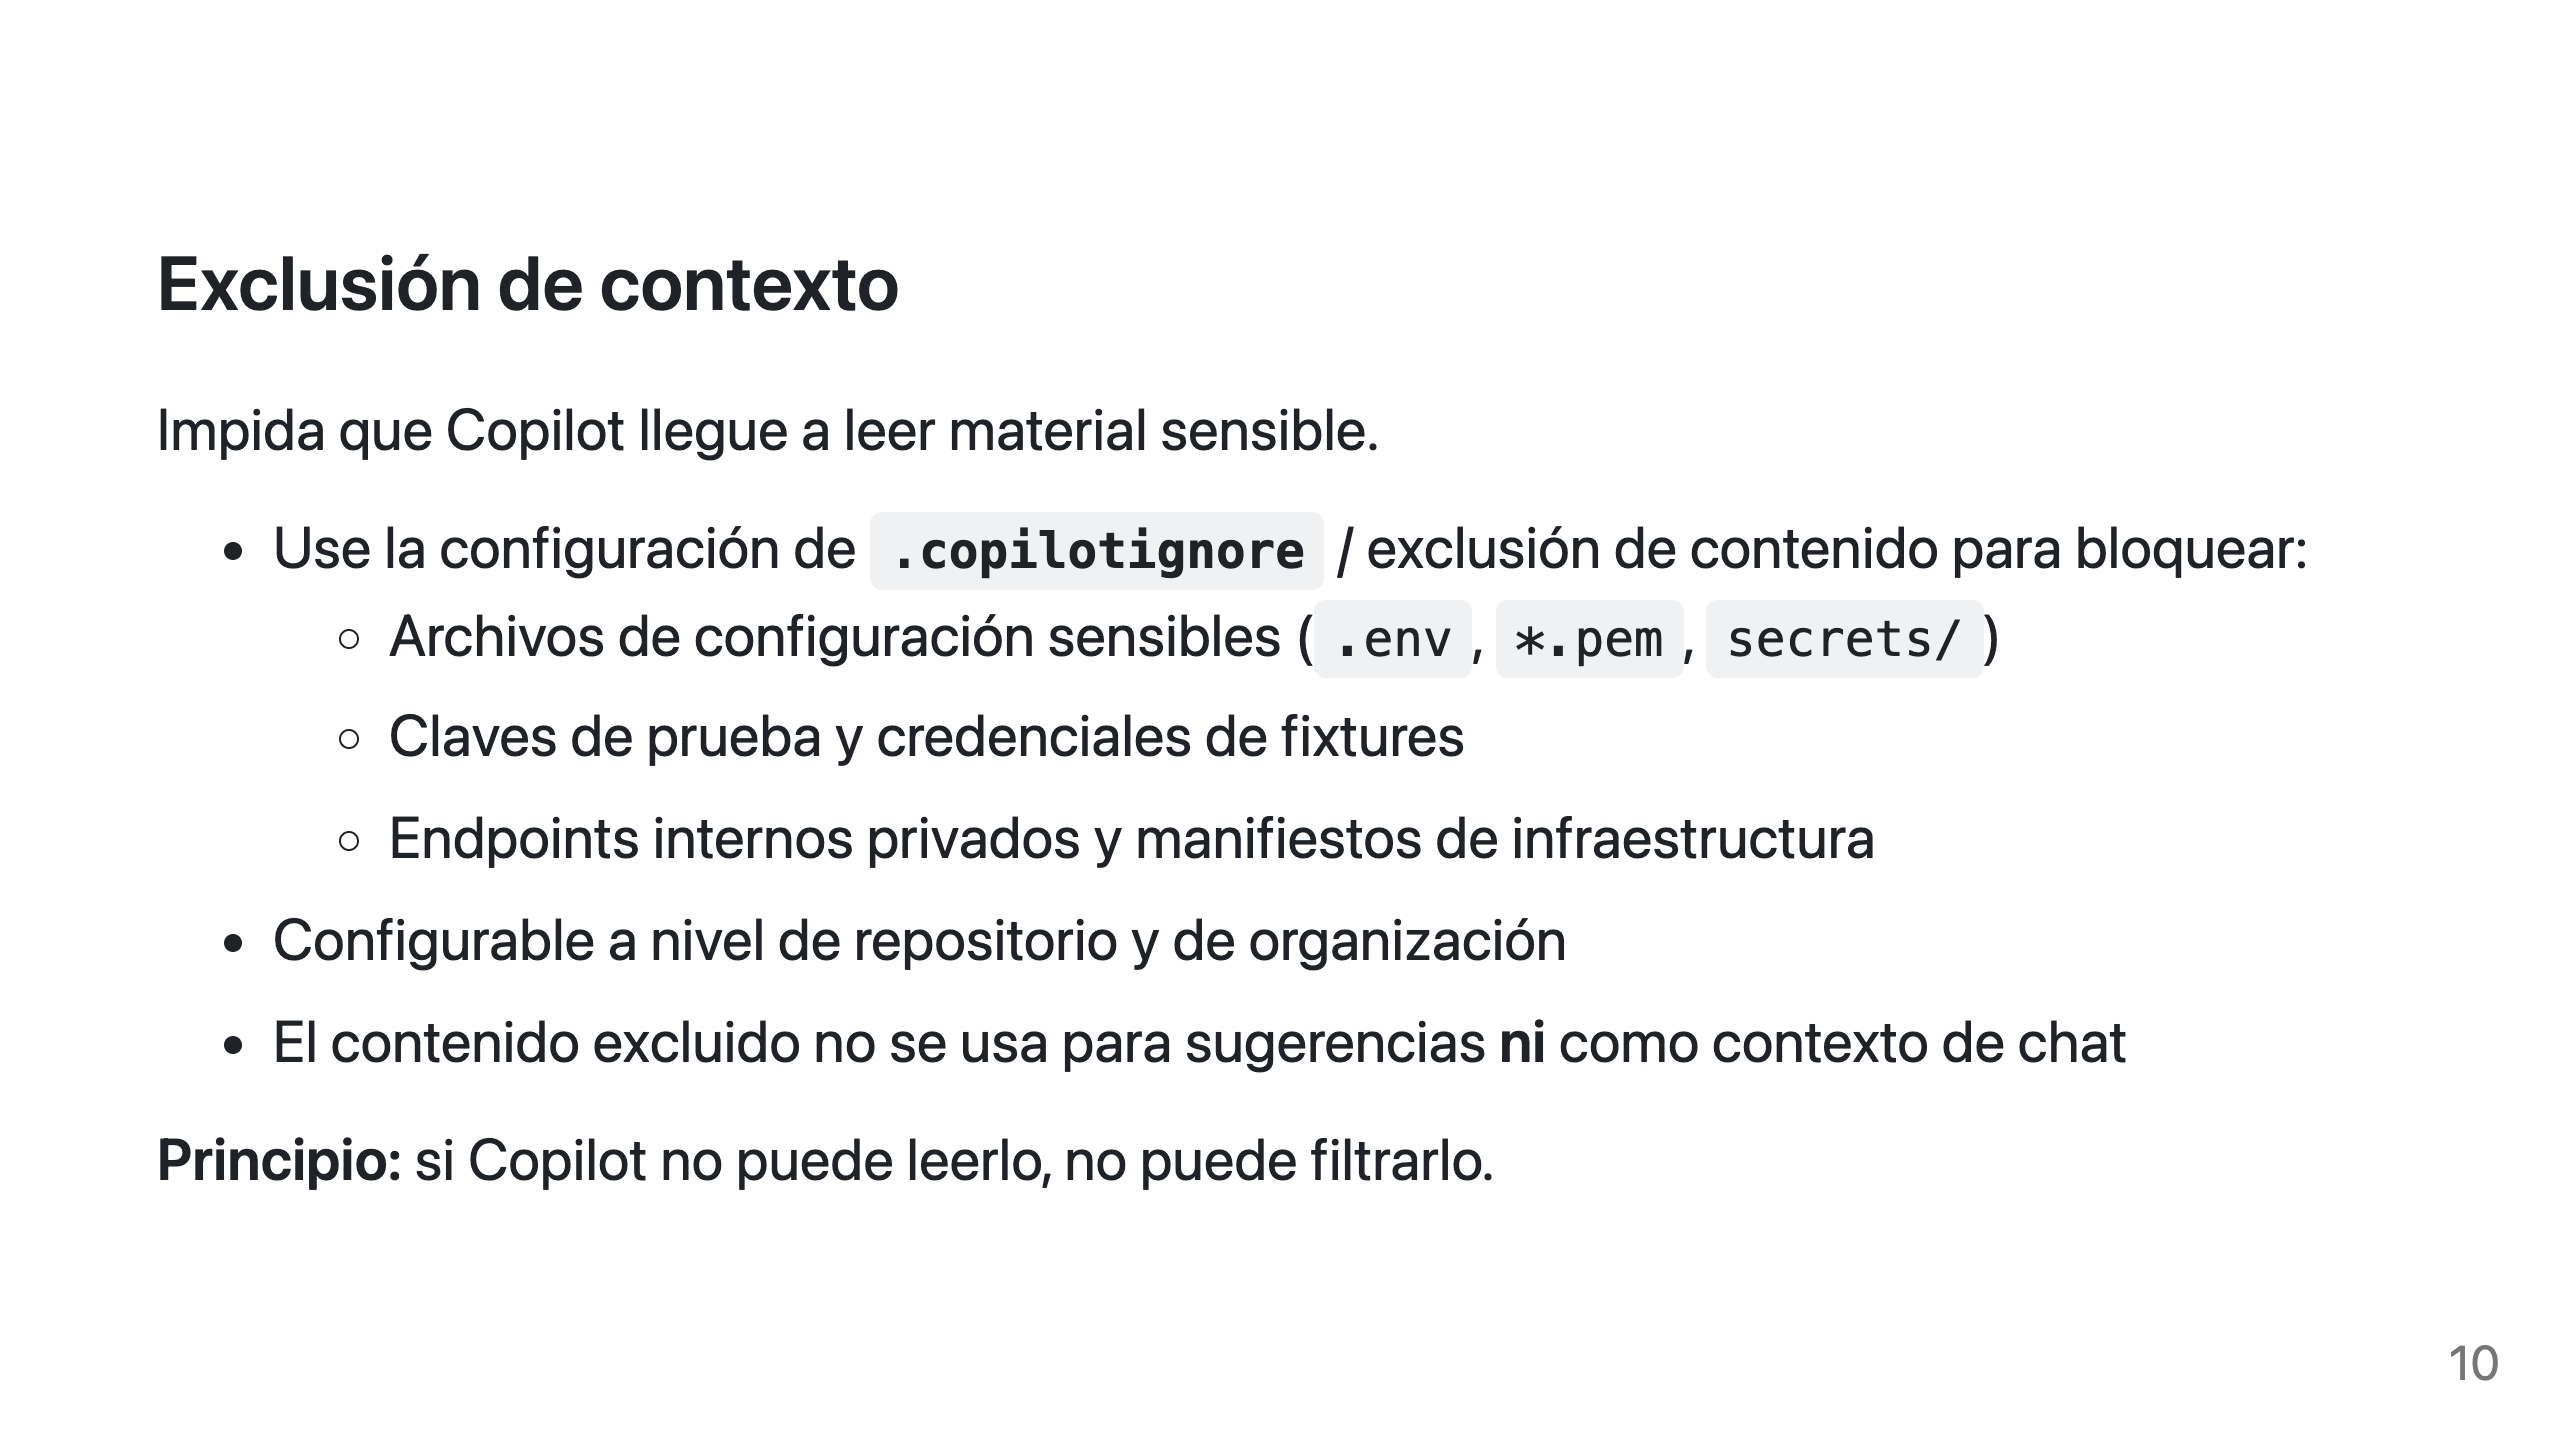 Exclusión de contexto
Impida que Copilot llegue a leer material sensible.
• Use la configuración de .copilotignore / exclusión de contenido para bloquear:
○ Archivos de configuración sensibles ( .env , *.pem , secrets/ )
○ Claves de prueba y credenciales de fixtures
○ Endpoints internos privados y manifiestos de infraestructura
• Configurable a nivel de repositorio y de organización
• El contenido excluido no se usa para sugerencias ni como contexto de chat
Principio: si Copilot no puede leerlo, no puede filtrarlo.
10